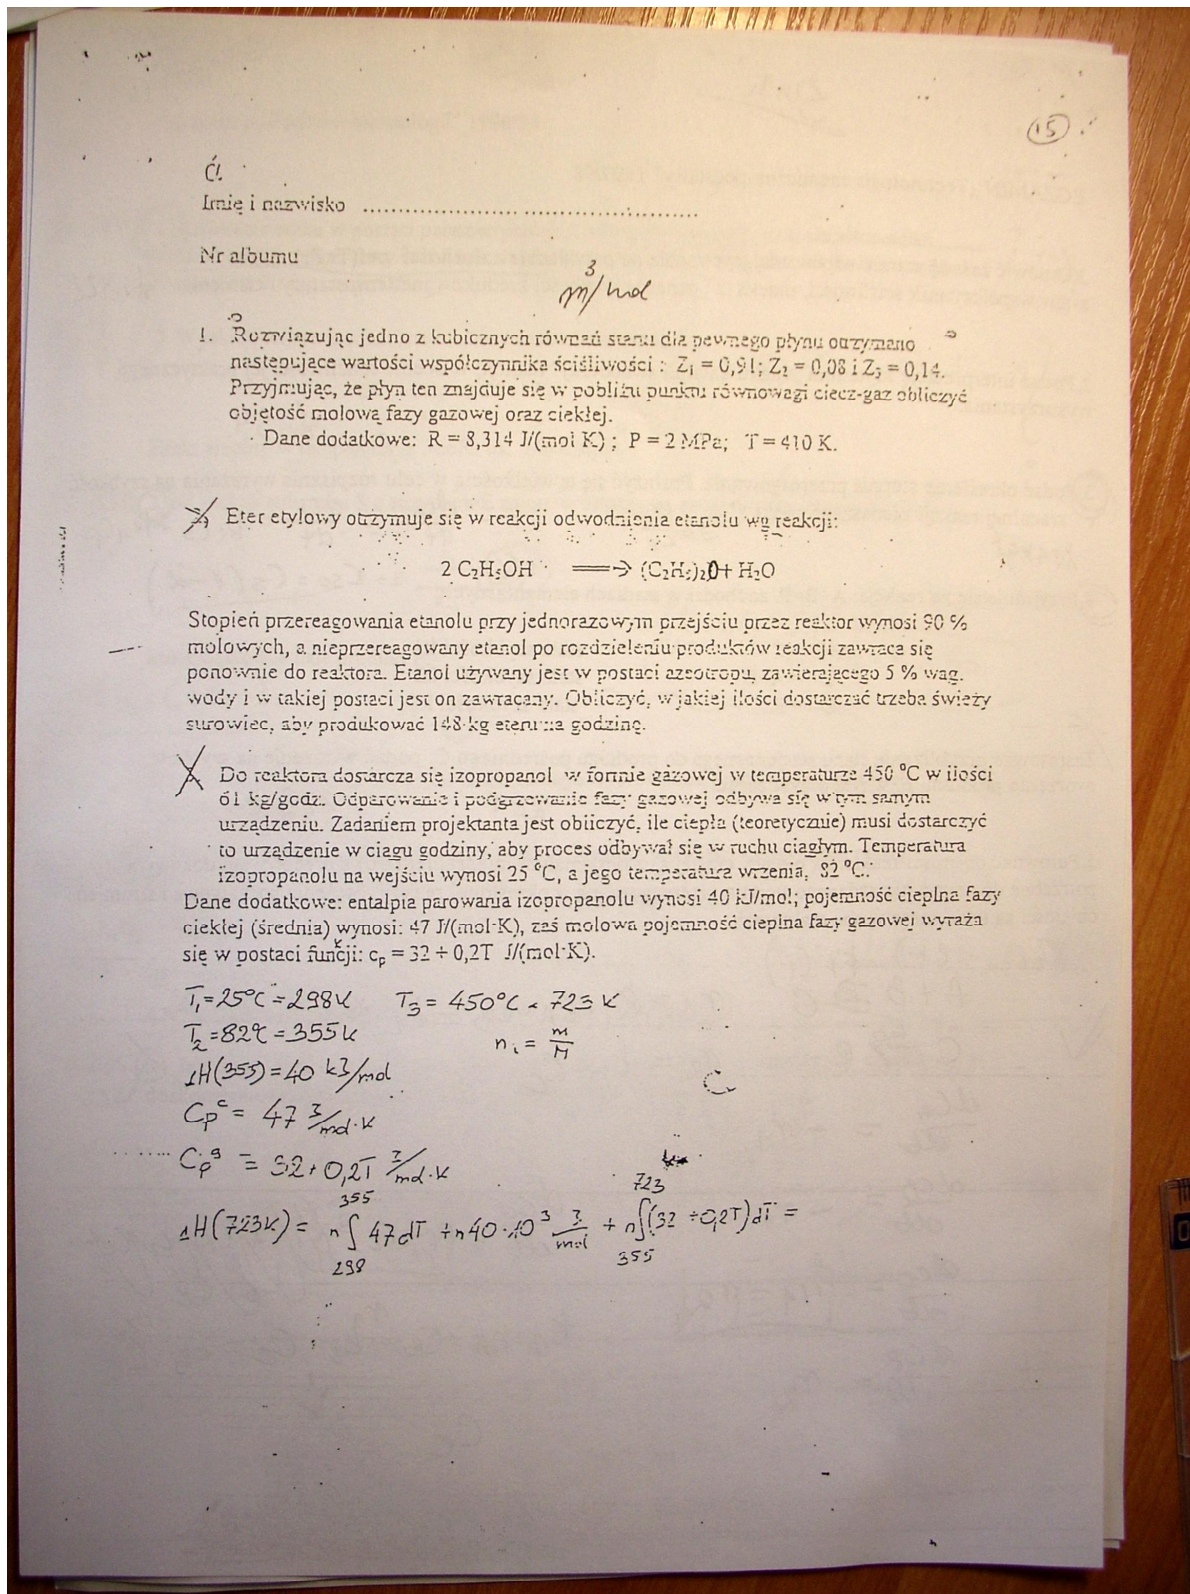 15
Imię i nazwisko ........................................................
Nr albumu
m³/mol
1. Rozwiązując jedno z kubicznych równań stanu dla pewnego płynu otrzymano
następujące wartości współczynnika ściśliwości : Z₁ = 0,91; Z₂ = 0,08 i Z₃ = 0,14.
Przyjmując, że płyn ten znajduje się w pobliżu punktu równowagi ciecz-gaz obliczyć
objętość molową fazy gazowej oraz ciekłej.
Dane dodatkowe: R = 8,314 J/(mol K) ; P = 2 MPa; T = 410 K.
Eter etylowy otrzymuje się w reakcji odwodnienia etanolu wg reakcji:
2 C₂H₅OH ═══> (C₂H₅)₂O + H₂O
Stopień przereagowania etanolu przy jednorazowym przejściu przez reaktor wynosi 90 %
molowych, a nieprzereagowany etanol po rozdzieleniu produktów reakcji zawraca się
ponownie do reaktora. Etanol używany jest w postaci azeotropu, zawierającego 5 % wag.
wody i w takiej postaci jest on zawracany. Obliczyć, w jakiej ilości dostarczać trzeba świeży
surowiec, aby produkować 148 kg eteru na godzinę.
Do reaktora dostarcza się izopropanol w formie gazowej w temperaturze 450 °C w ilości
61 kg/godz. Odparowanie i podgrzewanie fazy gazowej odbywa się w tym samym
urządzeniu. Zadaniem projektanta jest obliczyć, ile ciepła (teoretycznie) musi dostarczyć
to urządzenie w ciągu godziny, aby proces odbywał się w ruchu ciągłym. Temperatura
izopropanolu na wejściu wynosi 25 °C, a jego temperatura wrzenia, 82 °C.
Dane dodatkowe: entalpia parowania izopropanolu wynosi 40 kJ/mol; pojemność cieplna fazy
ciekłej (średnia) wynosi: 47 J/(mol·K), zaś molowa pojemność cieplna fazy gazowej wyraża
się w postaci funkcji: cₚ = 32 + 0,2T J/(mol·K).
T₁=25°C=298K T₃ = 450°C = 723 K
T₂=82°C=355K nᵢ = m/M
ΔH(355)=40 kJ/mol
Cpᶜ = 47 J/mol·K
Cpᵍ = 32+0,2T J/mol·K
ΔH(723K) = n ∫₂₉₈³⁵⁵ 47dT + n40·10³ J/mol + n∫₃₅₅⁷²³(32 + 0,2T)dT =